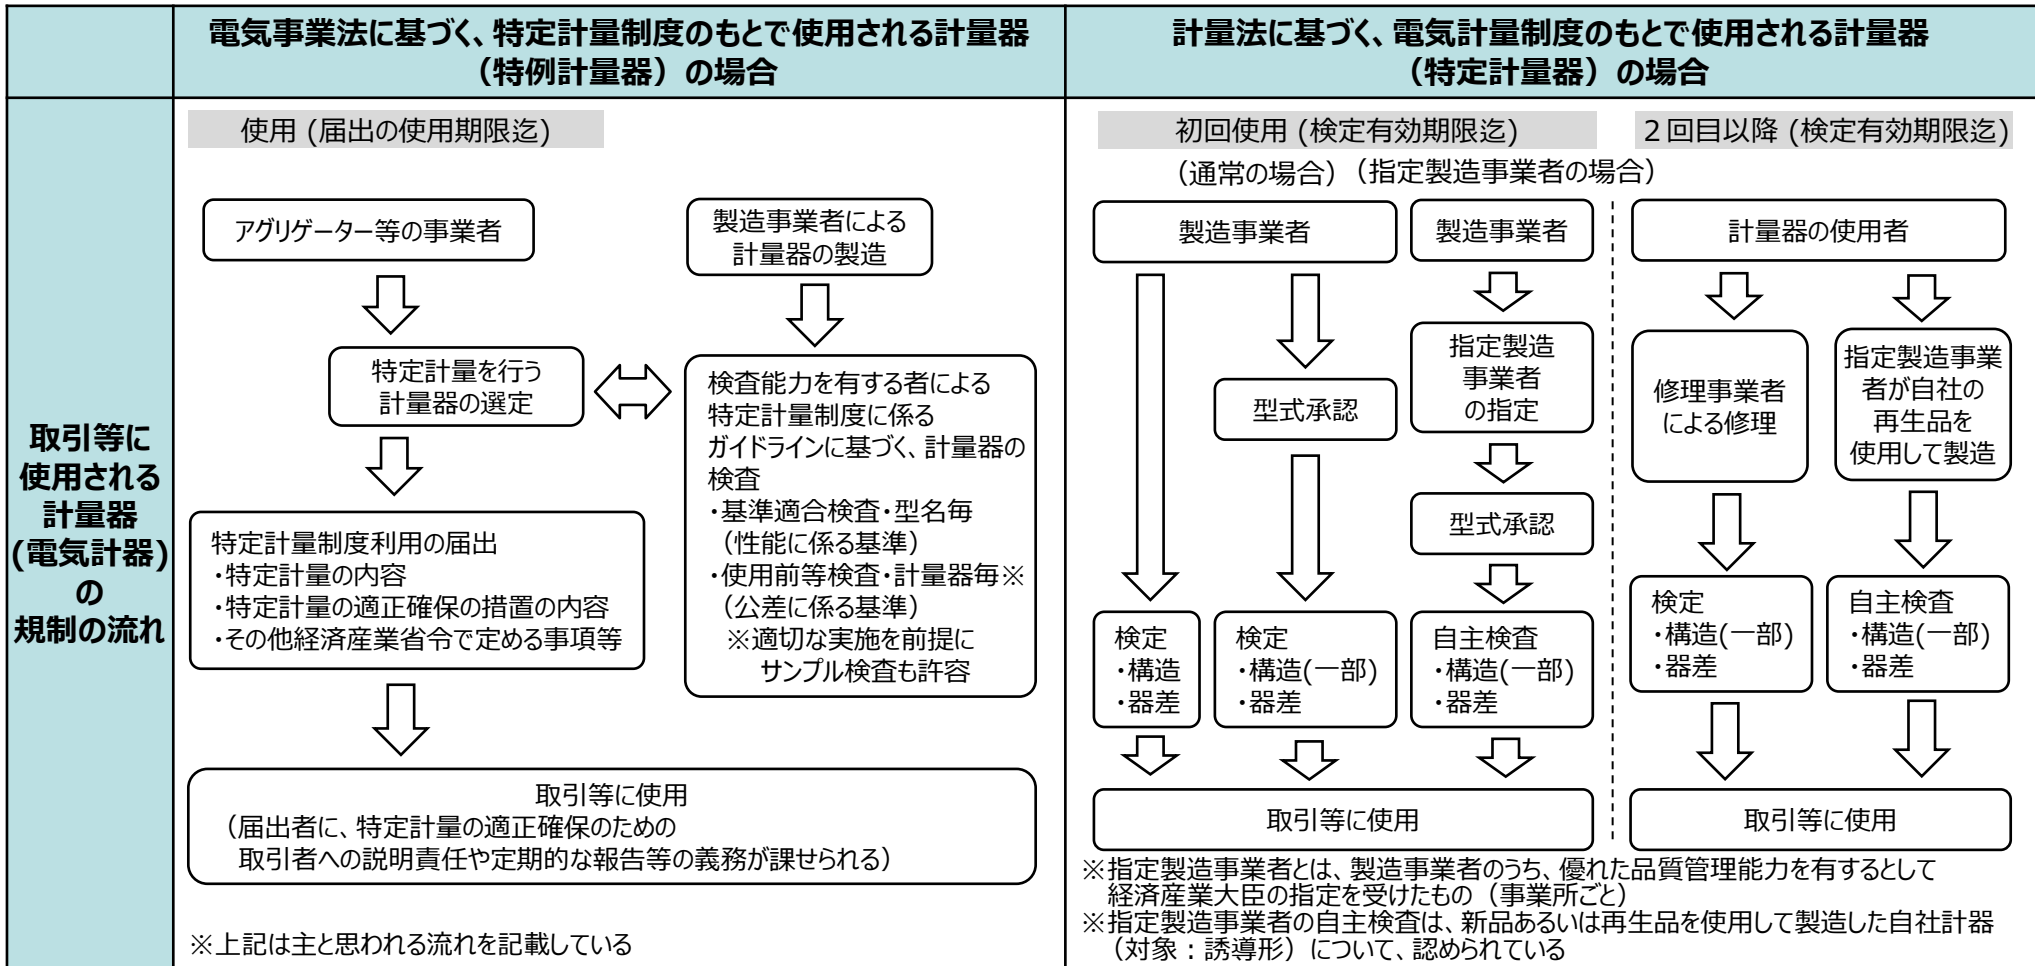 電気事業法に基づく、特定計量制度のもとで使用される計量器
（特例計量器）の場合
計量法に基づく、電気計量制度のもとで使用される計量器
（特定計量器）の場合
取引等に
使用される
計量器
(電気計器)
の
規制の流れ
使用 (届出の使用期限迄)
アグリゲーター等の事業者
製造事業者による
計量器の製造
特定計量を行う
計量器の選定
検査能力を有する者による
特定計量制度に係る
ガイドラインに基づく、計量器の
検査
・基準適合検査・型名毎
（性能に係る基準）
・使用前等検査・計量器毎※
（公差に係る基準）
※適切な実施を前提に
サンプル検査も許容
特定計量制度利用の届出
・特定計量の内容
・特定計量の適正確保の措置の内容
・その他経済産業省令で定める事項等
取引等に使用
（届出者に、特定計量の適正確保のための
取引者への説明責任や定期的な報告等の義務が課せられる）
※上記は主と思われる流れを記載している
初回使用 (検定有効期限迄)
２回目以降 (検定有効期限迄)
（通常の場合）（指定製造事業者の場合）
製造事業者
製造事業者
計量器の使用者
型式承認
指定製造
事業者
の指定
型式承認
修理事業者
による修理
指定製造事業
者が自社の
再生品を
使用して製造
検定
・構造
・器差
検定
・構造(一部)
・器差
自主検査
・構造(一部)
・器差
検定
・構造(一部)
・器差
自主検査
・構造(一部)
・器差
取引等に使用
取引等に使用
※指定製造事業者とは、製造事業者のうち、優れた品質管理能力を有するとして
経済産業大臣の指定を受けたもの（事業所ごと）
※指定製造事業者の自主検査は、新品あるいは再生品を使用して製造した自社計器
（対象：誘導形）について、認められている